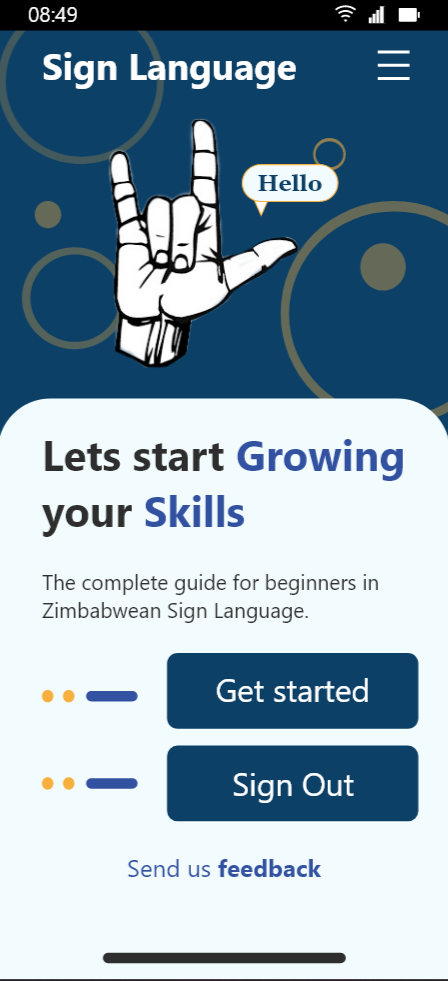 08:49
Sign Language
Hello
Lets start Growing
your Skills
The complete guide for beginners in
Zimbabwean Sign Language.
Get started
Sign Out
Send us feedback